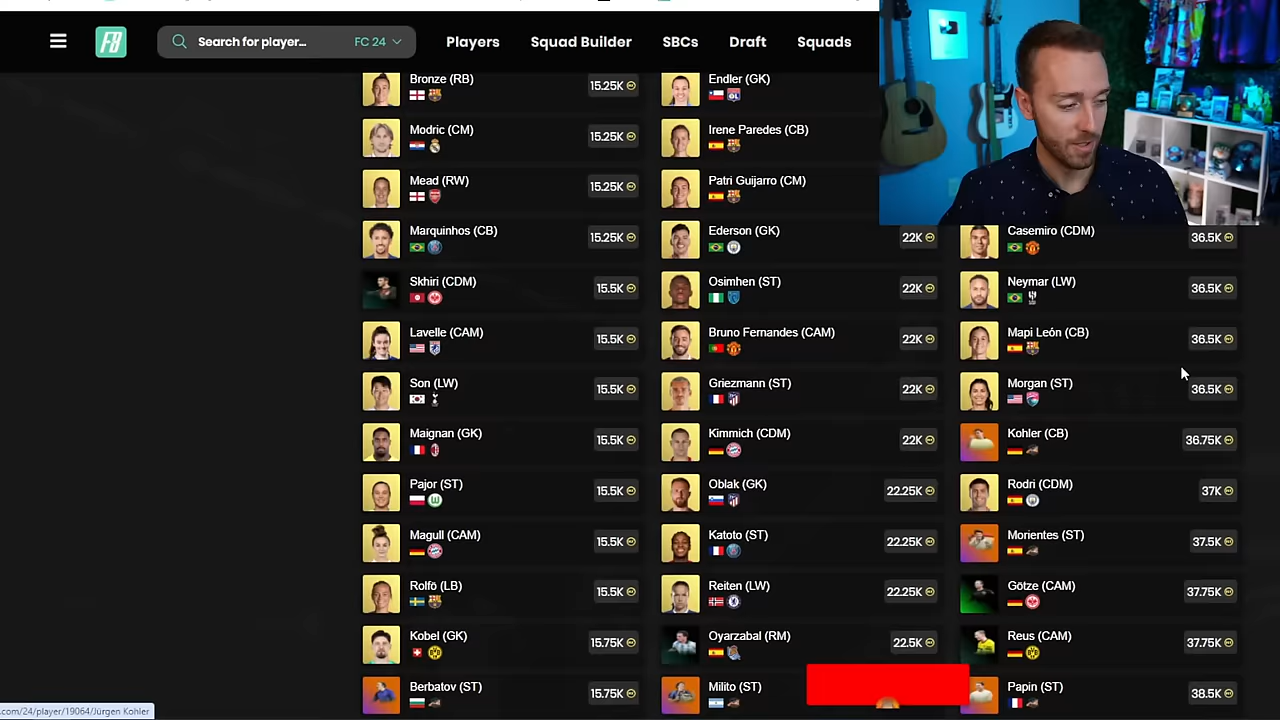 FB
Search for player...
FC 24
Players
Squad Builder
SBCs
Draft
Squads
Bronze (RB)
15.25K
Modric (CM)
15.25K
Mead (RW)
15.25K
Marquinhos (CB)
15.25K
Skhiri (CDM)
15.5K
Lavelle (CAM)
15.5K
Son (LW)
15.5K
Maignan (GK)
15.5K
Pajor (ST)
15.5K
Magull (CAM)
15.5K
Rolfö (LB)
15.5K
Kobel (GK)
15.75K
Berbatov (ST)
15.75K
Endler (GK)
Irene Paredes (CB)
Patri Guijarro (CM)
Ederson (GK)
22K
Osimhen (ST)
22K
Bruno Fernandes (CAM)
22K
Griezmann (ST)
22K
Kimmich (CDM)
22K
Oblak (GK)
22.25K
Katoto (ST)
22.25K
Reiten (LW)
22.25K
Oyarzabal (RM)
22.5K
Milito (ST)
Casemiro (CDM)
36.5K
Neymar (LW)
36.5K
Mapi León (CB)
36.5K
Morgan (ST)
36.5K
Kohler (CB)
36.75K
Rodri (CDM)
37K
Morientes (ST)
37.5K
Götze (CAM)
37.75K
Reus (CAM)
37.75K
Papin (ST)
38.5K
.com/24/player/19064/Jürgen Kohler